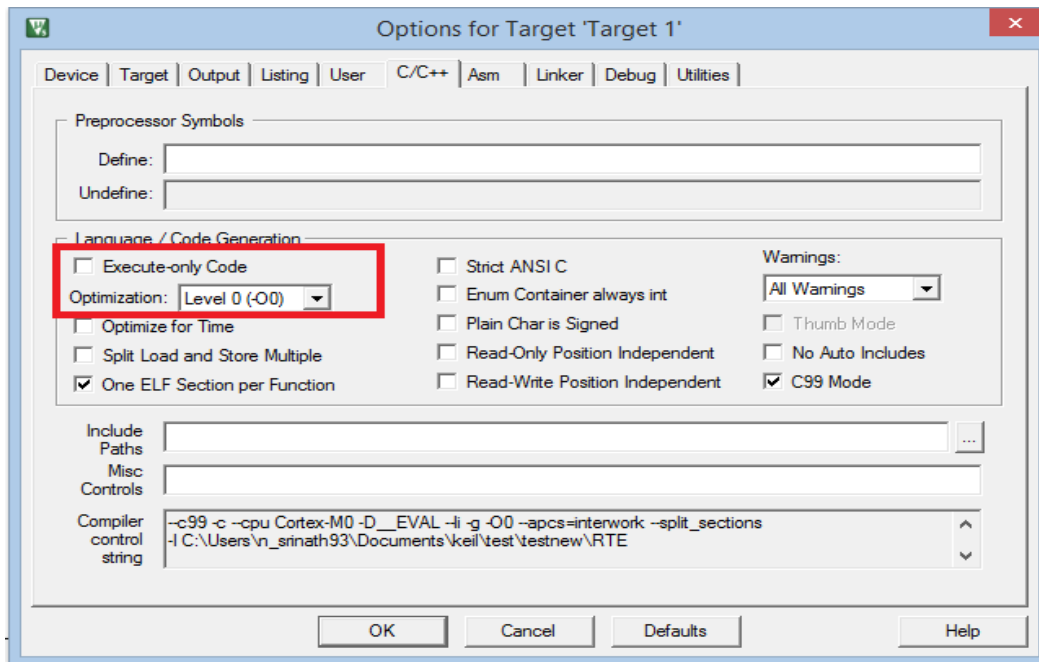 Options for Target 'Target 1'
Device Target Output Listing User C/C++ Asm Linker Debug Utilities
Preprocessor Symbols
Define:
Undefine:
Language / Code Generation
Execute-only Code
Optimization: Level 0 (-O0)
Optimize for Time
Split Load and Store Multiple
One ELF Section per Function
Strict ANSI C
Enum Container always int
Plain Char is Signed
Read-Only Position Independent
Read-Write Position Independent
Warnings:
All Warnings
Thumb Mode
No Auto Includes
C99 Mode
Include
Paths
...
Misc
Controls
Compiler
control
string
--c99 -c --cpu Cortex-M0 -D__EVAL --li -g -O0 --apcs=interwork --split_sections
-I C:\Users\n_srinath93\Documents\keil\test\testnew\RTE
OK Cancel Defaults Help